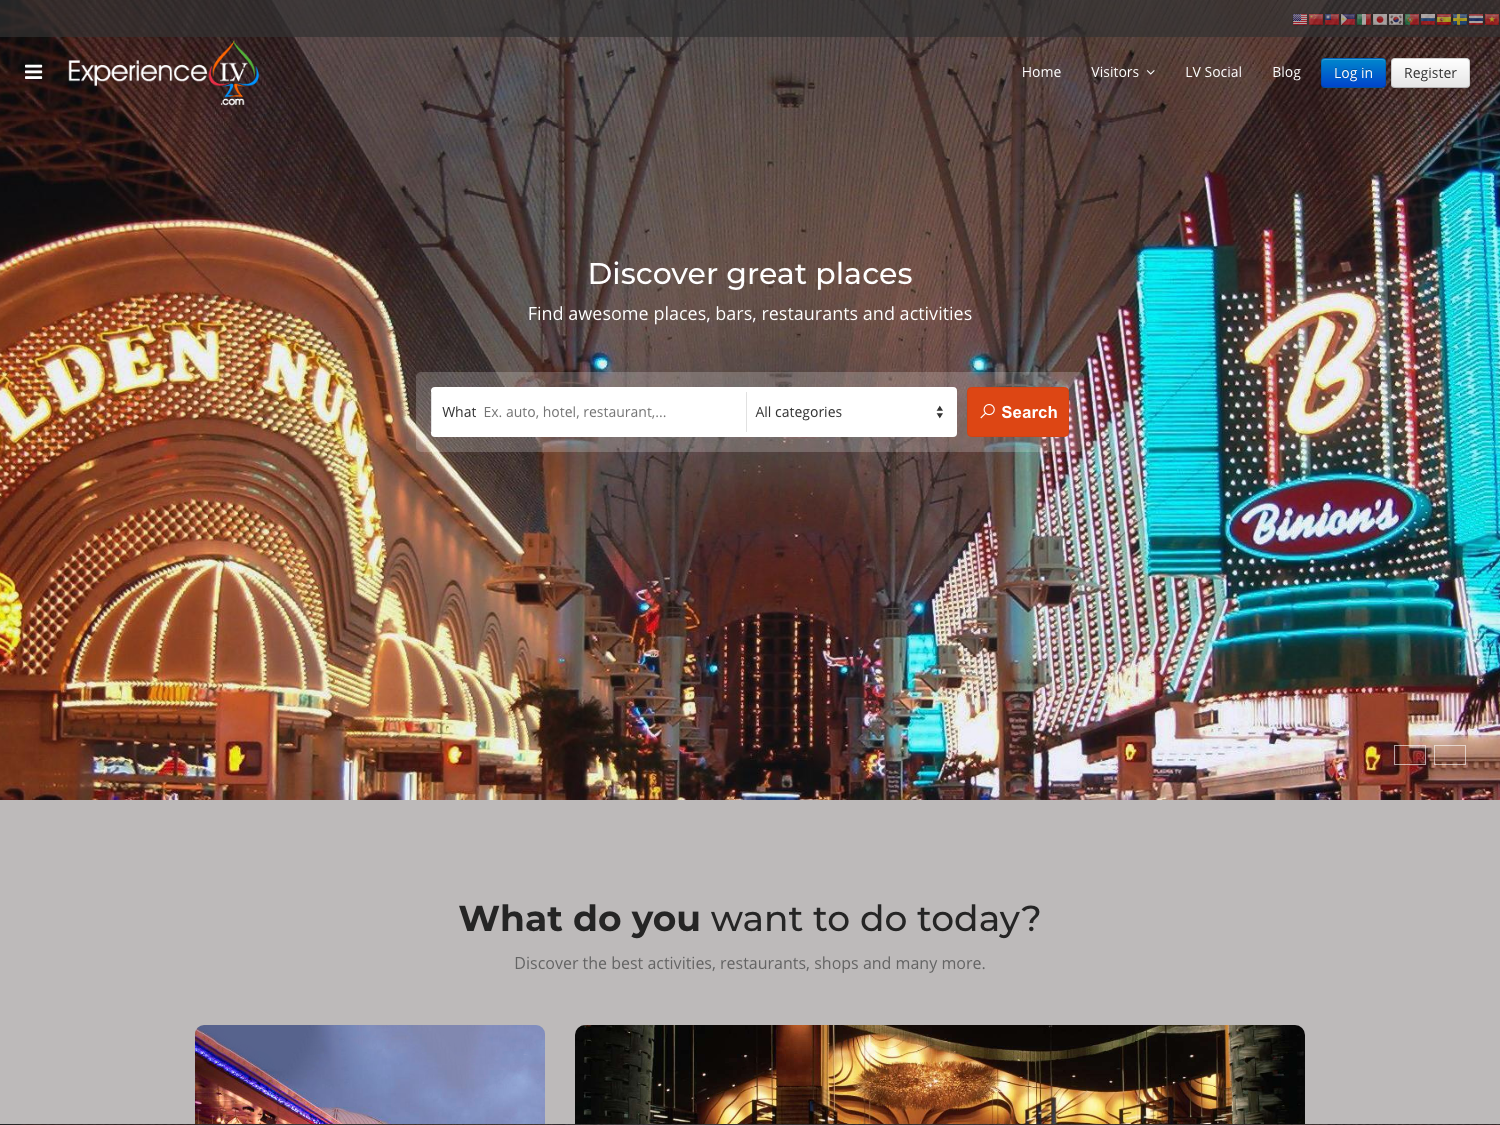 Experience LV
.com
Home Visitors LV Social Blog Log in Register
Discover great places
Find awesome places, bars, restaurants and activities
LDEN NU
What Ex. auto, hotel, restaurant,... All categories Search
B
Binion's
What do you want to do today?
Discover the best activities, restaurants, shops and many more.